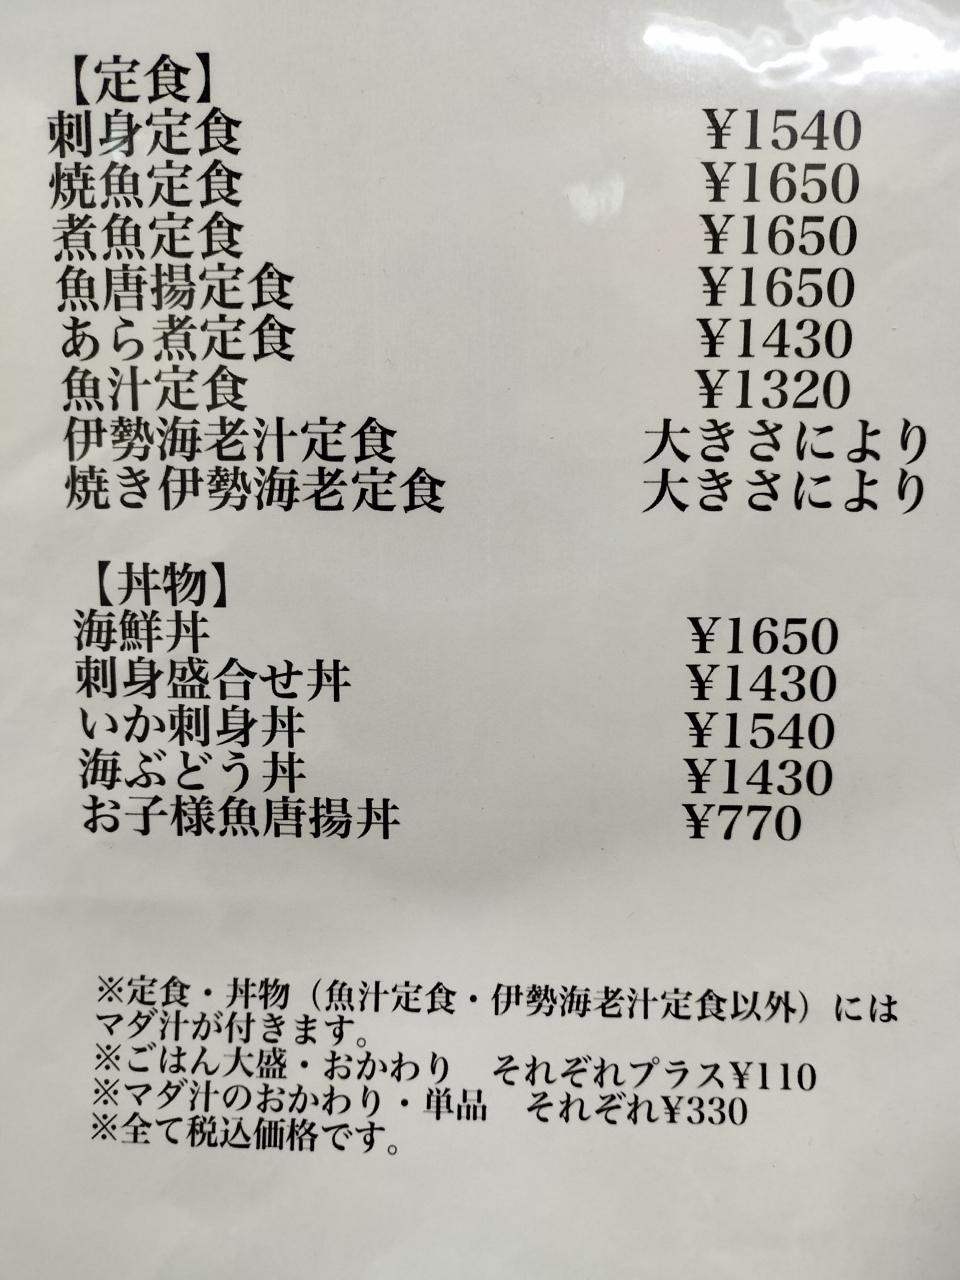 【定食】
刺身定食 ¥1540
焼魚定食 ¥1650
煮魚定食 ¥1650
魚唐揚定食 ¥1650
あら煮定食 ¥1430
魚汁定食 ¥1320
伊勢海老汁定食 大きさにより
焼き伊勢海老定食 大きさにより
【丼物】
海鮮丼 ¥1650
刺身盛合せ丼 ¥1430
いか刺身丼 ¥1540
海ぶどう丼 ¥1430
お子様魚唐揚丼 ¥770
※定食・丼物（魚汁定食・伊勢海老汁定食以外）には
マダ汁が付きます。
※ごはん大盛・おかわり　それぞれプラス¥110
※マダ汁のおかわり・単品　それぞれ¥330
※全て税込価格です。